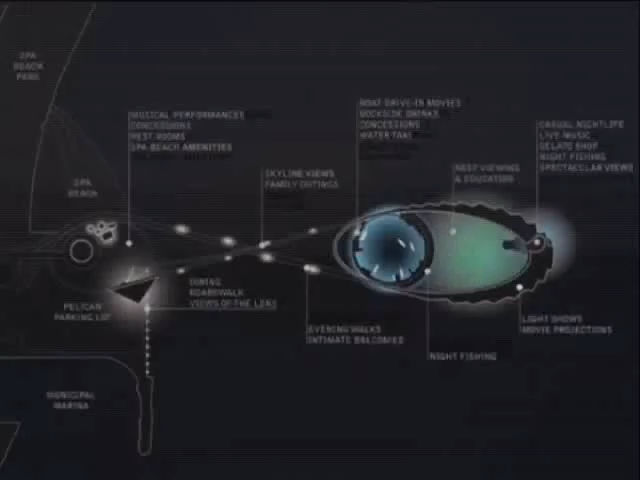 SPA
BEACH
PARK
MUSICAL PERFORMANCES
CONCESSIONS
REST ROOMS
SPA BEACH AMENITIES
BOAT DRIVE-IN MOVIES
DOCKSIDE DRINKS
CONCESSIONS
WATER TAXI
CASUAL NIGHTLIFE
LIVE MUSIC
GELATO SHOP
NIGHT FISHING
SPECTACULAR VIEWS
SKYLINE VIEWS
FAMILY OUTINGS
REEF VIEWING
& EDUCATION
SPA
BEACH
DINING
BOARDWALK
VIEWS OF THE LENS
PELICAN
PARKING LOT
EVENING WALKS
INTIMATE BALCONIES
LIGHT SHOWS
MOVIE PROJECTIONS
NIGHT FISHING
MUNICIPAL
MARINA